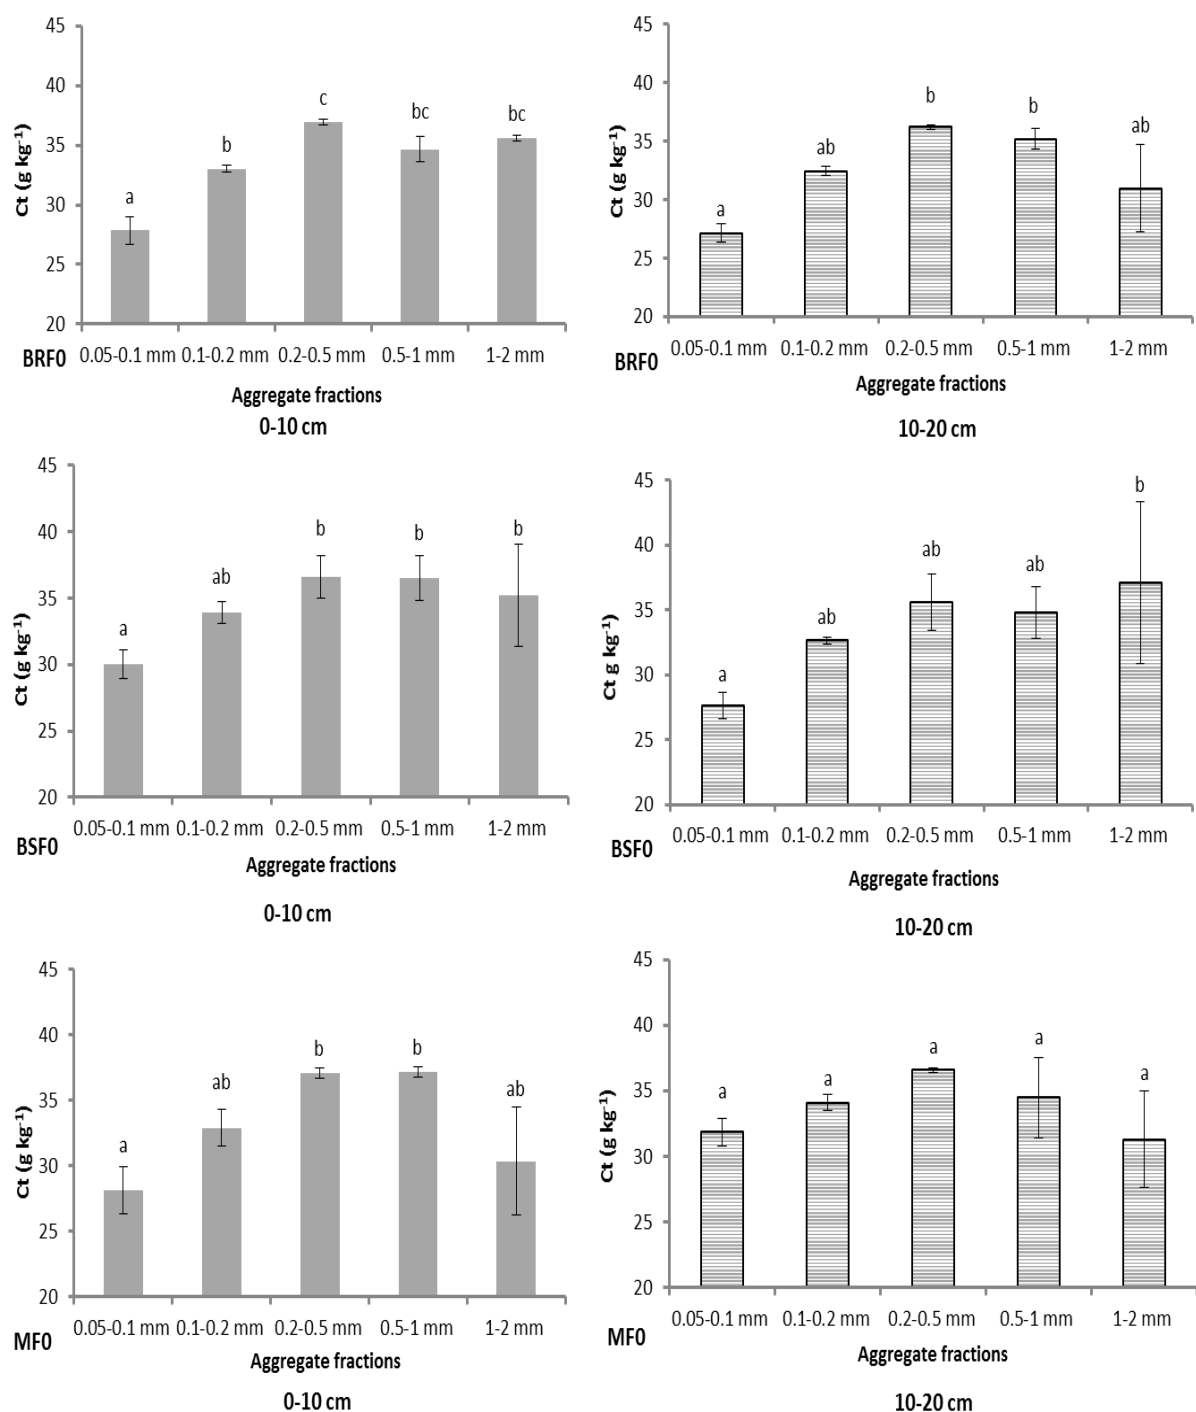 45
40
35
30
25
20
Ct (g kg⁻¹)
a
b
c
bc
bc
BRF0
0.05-0.1 mm 0.1-0.2 mm 0.2-0.5 mm 0.5-1 mm 1-2 mm
Aggregate fractions
0-10 cm
45
40
35
30
25
20
Ct (g kg⁻¹)
a
ab
b
b
ab
BRF0
0.05-0.1 mm 0.1-0.2 mm 0.2-0.5 mm 0.5-1 mm 1-2 mm
Aggregate fractions
10-20 cm
45
40
35
30
25
20
Ct (g kg⁻¹)
a
ab
b
b
b
BSF0
0.05-0.1 mm 0.1-0.2 mm 0.2-0.5 mm 0.5-1 mm 1-2 mm
Aggregate fractions
0-10 cm
45
40
35
30
25
20
Ct g kg⁻¹)
a
ab
ab
ab
b
BSF0
0.05-0.1 mm 0.1-0.2 mm 0.2-0.5 mm 0.5-1 mm 1-2 mm
Aggregate fractions
10-20 cm
45
40
35
30
25
20
Ct (g kg⁻¹)
a
ab
b
b
ab
MF0
0.05-0.1 mm 0.1-0.2 mm 0.2-0.5 mm 0.5-1 mm 1-2 mm
Aggregate fractions
0-10 cm
45
40
35
30
25
20
Ct (g kg⁻¹)
a
a
a
a
a
MF0
0.05-0.1 mm 0.1-0.2 mm 0.2-0.5 mm 0.5-1 mm 1-2 mm
Aggregate fractions
10-20 cm